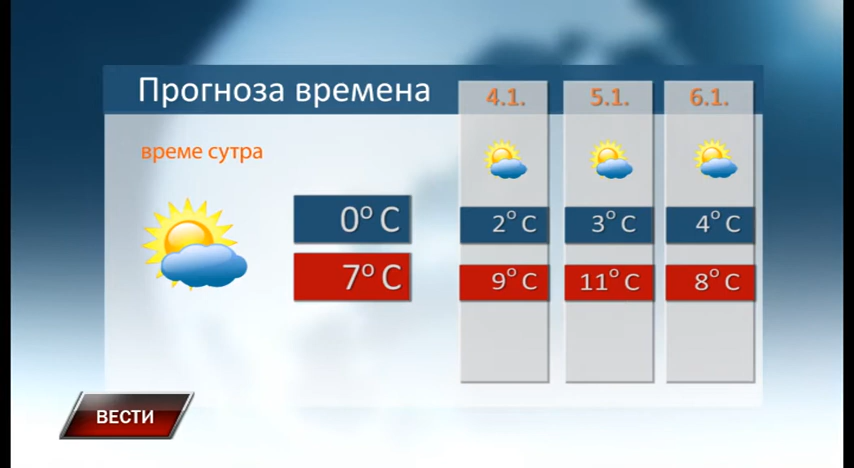 Прогноза времена
време сутра
0° C
7° C
4.1.
2° C
9° C
5.1.
3° C
11° C
6.1.
4° C
8° C
ВЕСТИ